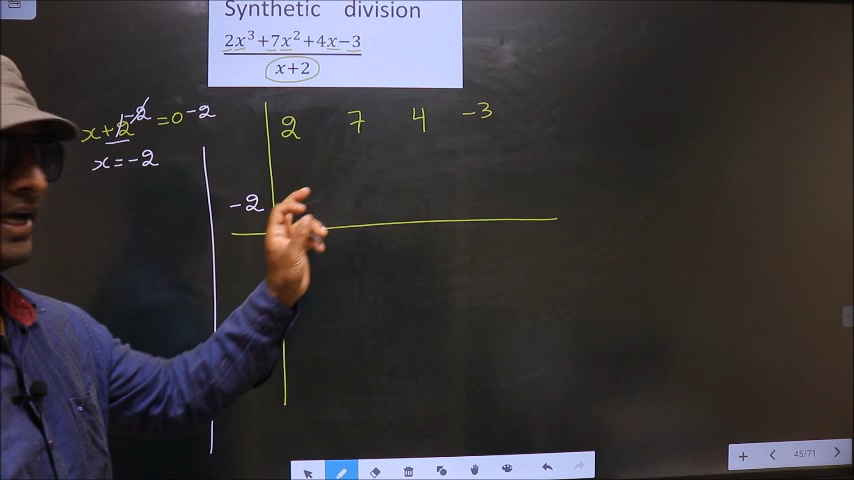 Synthetic division
2x³+7x²+4x-3
x+2
x+2 -2 =0-2
x=-2
2 7 4 -3
-2
45/71